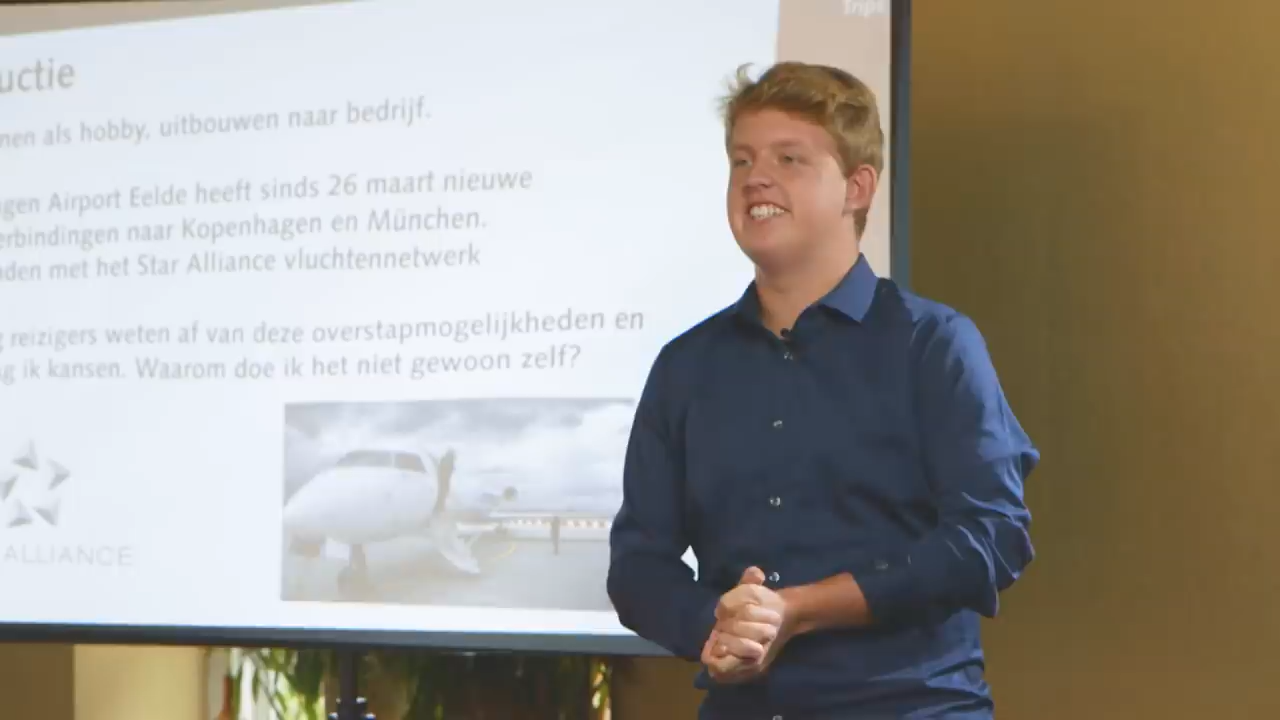 Trips
uctie
nen als hobby, uitbouwen naar bedrijf.
gen Airport Eelde heeft sinds 26 maart nieuwe
erbindingen naar Kopenhagen en München.
den met het Star Alliance vluchtennetwerk
g reizigers weten af van deze overstapmogelijkheden en
g ik kansen. Waarom doe ik het niet gewoon zelf?
ALLIANCE